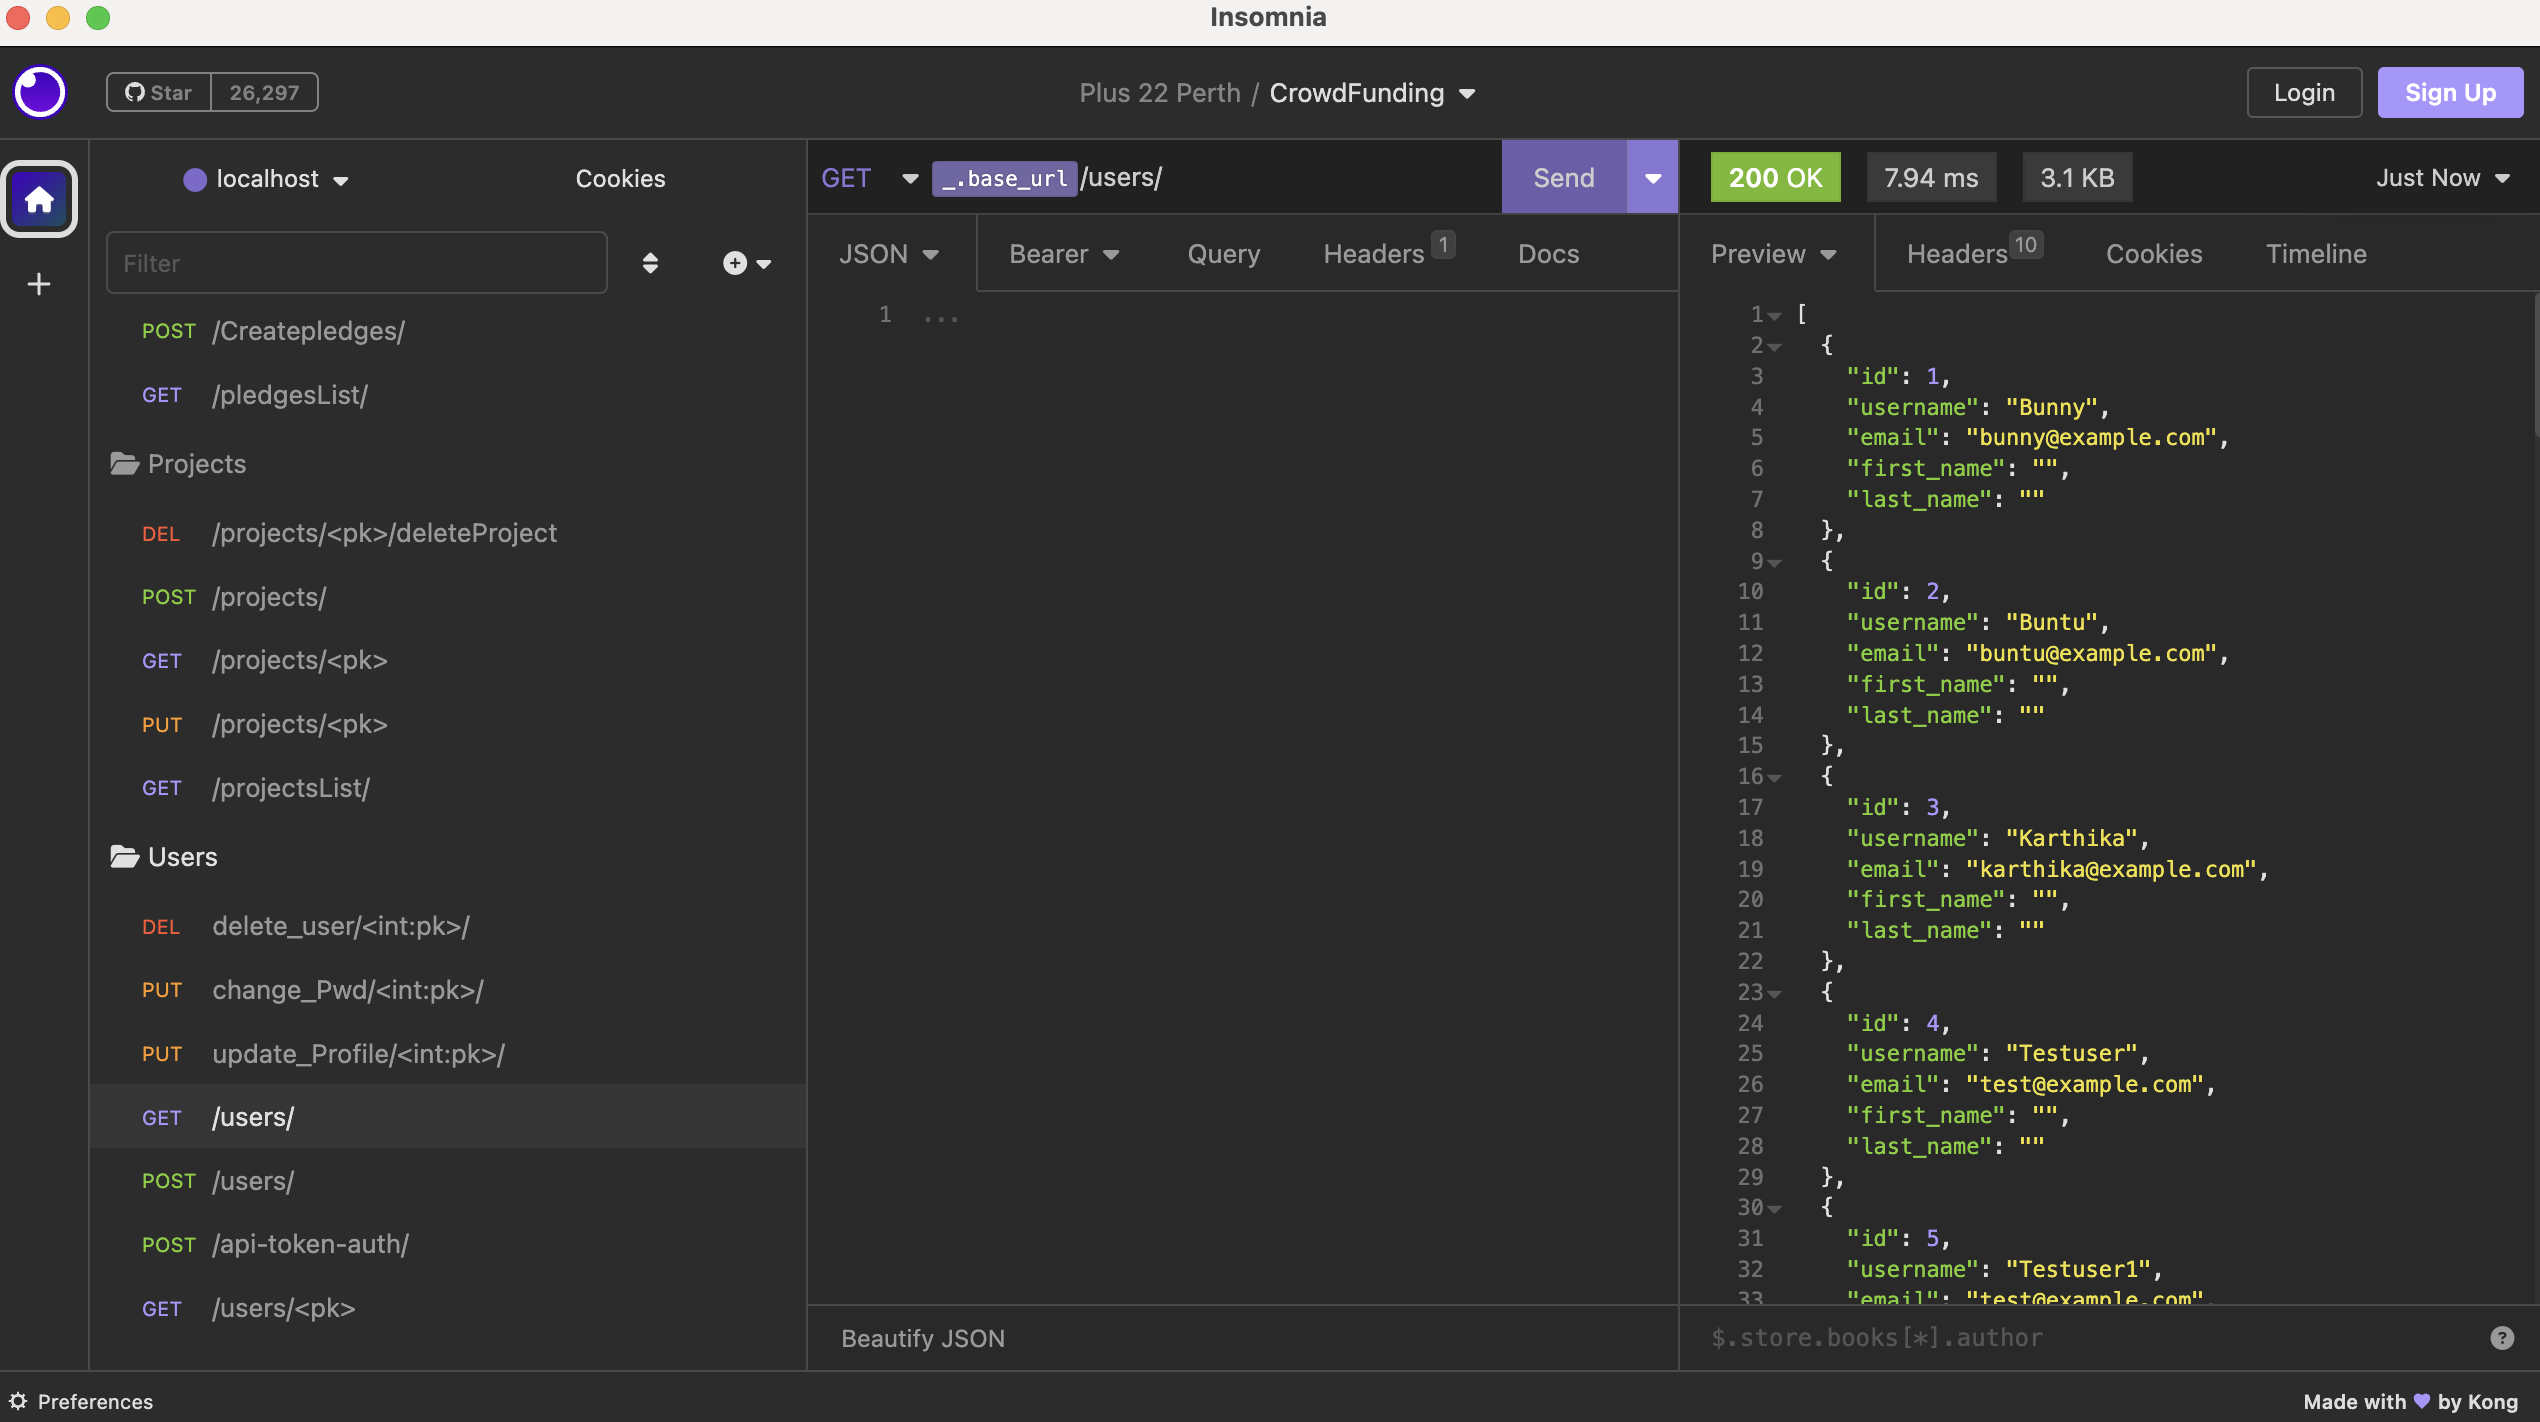 Insomnia
Star 26,297
Plus 22 Perth / CrowdFunding
Login
Sign Up
localhost
Cookies
Filter
POST /Createpledges/
GET /pledgesList/
Projects
DEL /projects/<pk>/deleteProject
POST /projects/
GET /projects/<pk>
PUT /projects/<pk>
GET /projectsList/
Users
DEL delete_user/<int:pk>/
PUT change_Pwd/<int:pk>/
PUT update_Profile/<int:pk>/
GET /users/
POST /users/
POST /api-token-auth/
GET /users/<pk>
GET _.base_url/users/
Send
JSON
Bearer
Query
Headers 1
Docs
1 ...
Beautify JSON
200 OK
7.94 ms
3.1 KB
Just Now
Preview
Headers 10
Cookies
Timeline
1 [
2 {
3 "id": 1,
4 "username": "Bunny",
5 "email": "bunny@example.com",
6 "first_name": "",
7 "last_name": ""
8 },
9 {
10 "id": 2,
11 "username": "Buntu",
12 "email": "buntu@example.com",
13 "first_name": "",
14 "last_name": ""
15 },
16 {
17 "id": 3,
18 "username": "Karthika",
19 "email": "karthika@example.com",
20 "first_name": "",
21 "last_name": ""
22 },
23 {
24 "id": 4,
25 "username": "Testuser",
26 "email": "test@example.com",
27 "first_name": "",
28 "last_name": ""
29 },
30 {
31 "id": 5,
32 "username": "Testuser1",
33 "email": "test@example.com",
$.store.books[*].author
Preferences
Made with by Kong